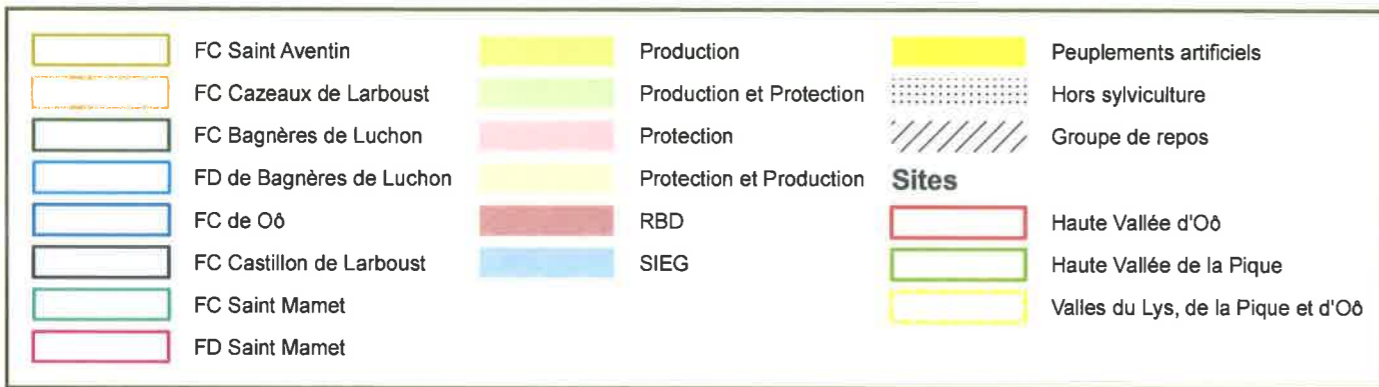 FC Saint Aventin
FC Cazeaux de Larboust
FC Bagnères de Luchon
FD de Bagnères de Luchon
FC de Oô
FC Castillon de Larboust
FC Saint Mamet
FD Saint Mamet
Production
Production et Protection
Protection
Protection et Production
RBD
SIEG
Peuplements artificiels
Hors sylviculture
Groupe de repos
Sites
Haute Vallée d'Oô
Haute Vallée de la Pique
Valles du Lys, de la Pique et d'Oô